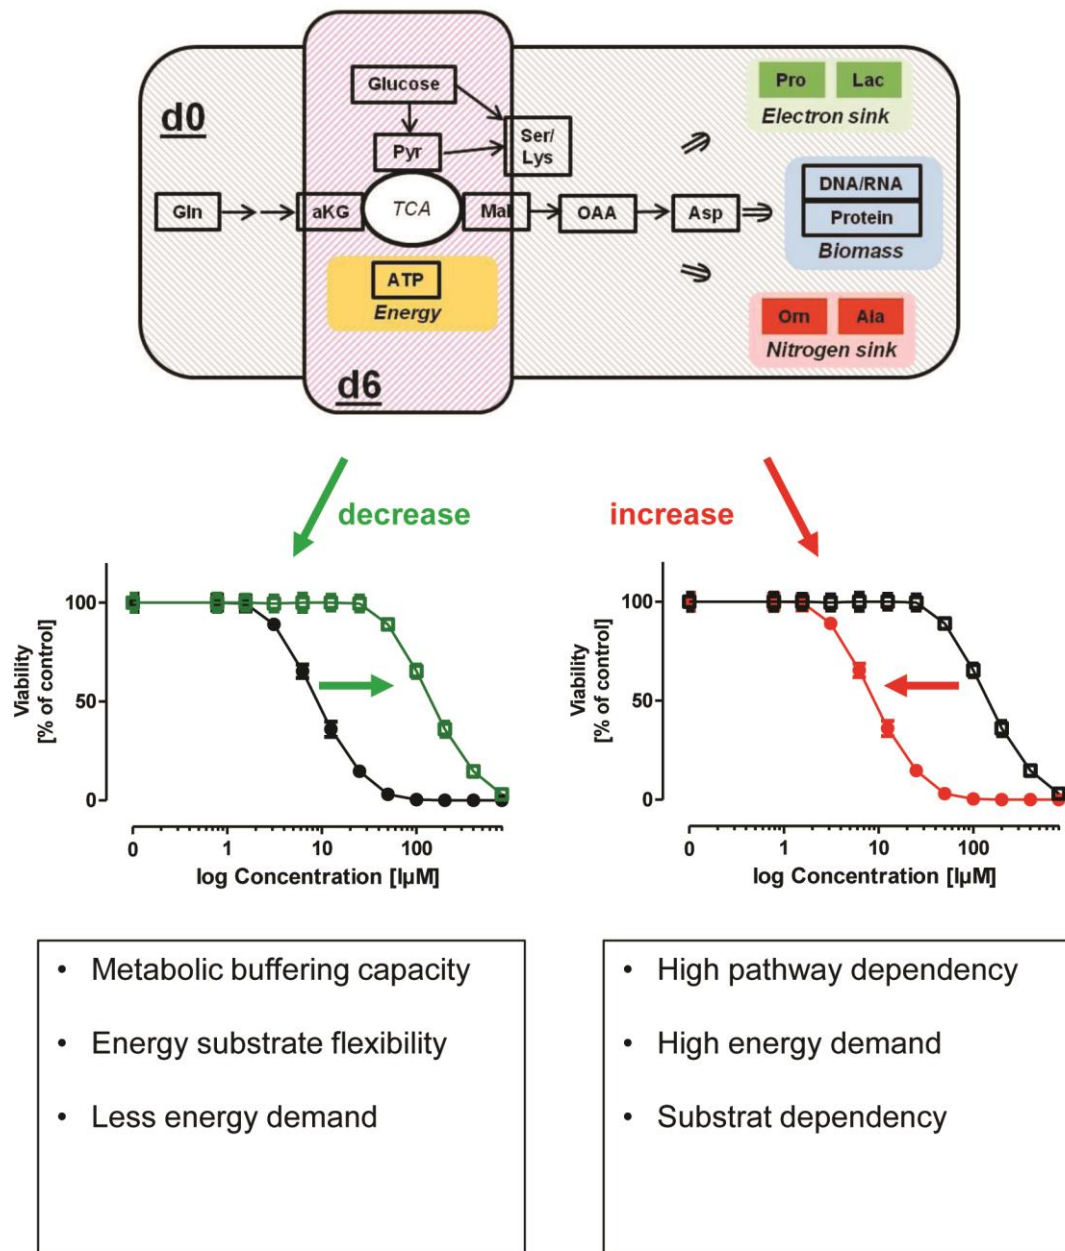 d0
Glucose
Pyr
Ser/
Lys
Gln
aKG
TCA
Mal
OAA
Asp
ATP
Energy
d6
Pro
Lac
Electron sink
DNA/RNA
Protein
Biomass
Orn
Ala
Nitrogen sink
decrease
increase
Viability
[% of control]
100
50
0
0
1
10
100
log Concentration [lµM]
Viability
[% of control]
100
50
0
0
1
10
100
log Concentration [lµM]
• Metabolic buffering capacity
• Energy substrate flexibility
• Less energy demand
• High pathway dependency
• High energy demand
• Substrat dependency